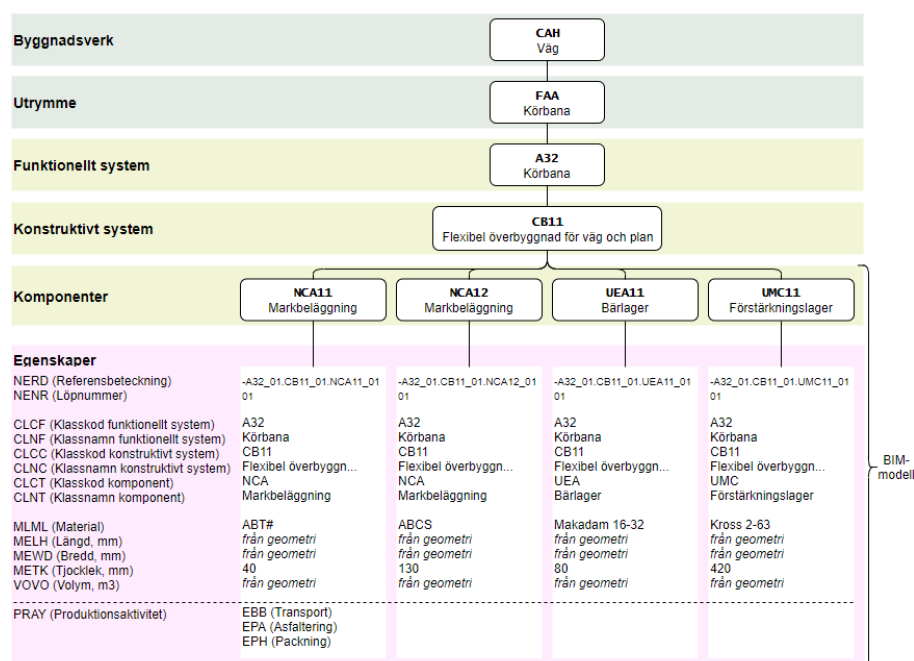 Byggnadsverk
CAH
Väg
Utrymme
FAA
Körbana
Funktionellt system
A32
Körbana
Konstruktivt system
CB11
Flexibel överbyggnad för väg och plan
Komponenter
NCA11
Markbeläggning
NCA12
Markbeläggning
UEA11
Bärlager
UMC11
Förstärkningslager
BIM-
modell
Egenskaper
NERD (Referensbeteckning) -A32_01.CB11_01.NCA11_01 -A32_01.CB11_01.NCA12_01 -A32_01.CB11_01.UEA11_01 -A32_01.CB11_01.UMC11_01
NENR (Löpnummer) 01 01 01 01
CLCF (Klasskod funktionellt system) A32 A32 A32 A32
CLNF (Klassnamn funktionellt system) Körbana Körbana Körbana Körbana
CLCC (Klasskod konstruktivt system) CB11 CB11 CB11 CB11
CLNC (Klassnamn konstruktivt system) Flexibel överbyggn... Flexibel överbyggn... Flexibel överbyggn... Flexibel överbyggn...
CLCT (Klasskod komponent) NCA NCA UEA UMC
CLNT (Klassnamn komponent) Markbeläggning Markbeläggning Bärlager Förstärkningslager
MLML (Material) ABT# ABCS Makadam 16-32 Kross 2-63
MELH (Längd, mm) från geometri från geometri från geometri från geometri
MEWD (Bredd, mm) från geometri från geometri från geometri från geometri
METK (Tjocklek, mm) 40 130 80 420
VOVO (Volym, m3) från geometri från geometri från geometri från geometri
PRAY (Produktionsaktivitet) EBB (Transport)
EPA (Asfaltering)
EPH (Packning)